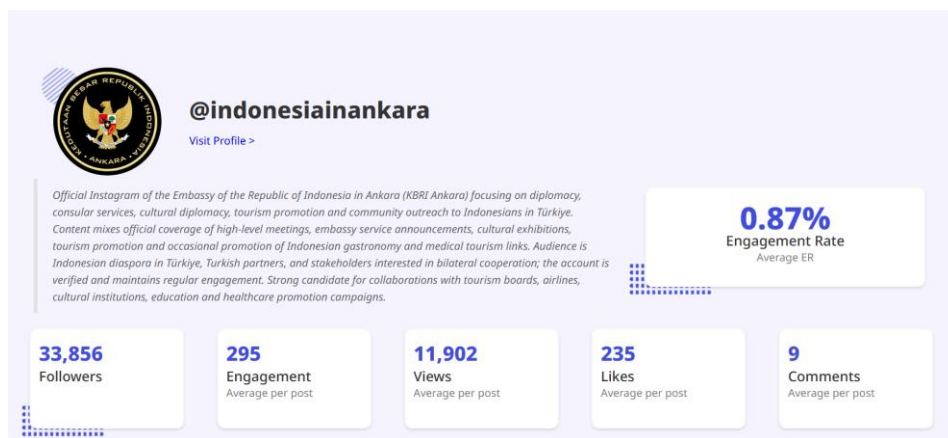 KEDUTAAN BESAR REPUBLIK INDONESIA
• ANKARA •
@indonesiainankara
Visit Profile >
Official Instagram of the Embassy of the Republic of Indonesia in Ankara (KBRI Ankara) focusing on diplomacy,
consular services, cultural diplomacy, tourism promotion and community outreach to Indonesians in Türkiye.
Content mixes official coverage of high-level meetings, embassy service announcements, cultural exhibitions,
tourism promotion and occasional promotion of Indonesian gastronomy and medical tourism links. Audience is
Indonesian diaspora in Türkiye, Turkish partners, and stakeholders interested in bilateral cooperation; the account is
verified and maintains regular engagement. Strong candidate for collaborations with tourism boards, airlines,
cultural institutions, education and healthcare promotion campaigns.
0.87%
Engagement Rate
Average ER
33,856
Followers
295
Engagement
Average per post
11,902
Views
Average per post
235
Likes
Average per post
9
Comments
Average per post